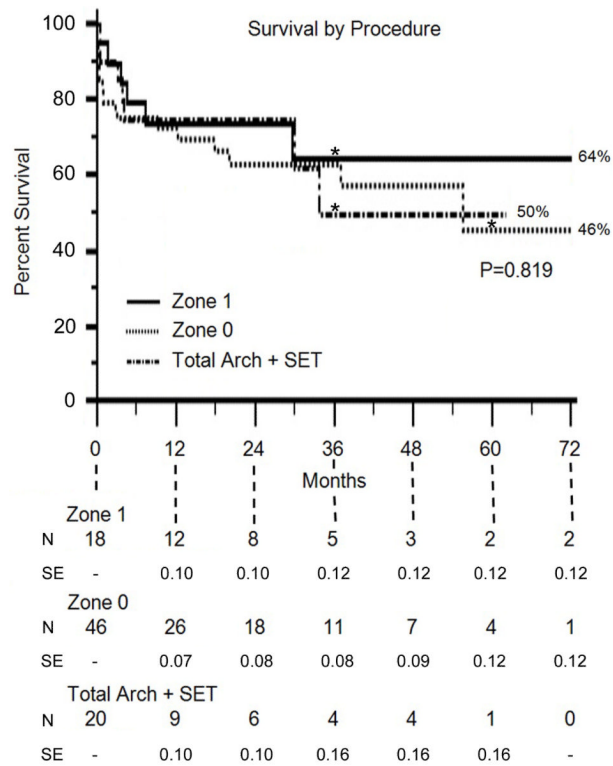 Survival by Procedure
100
80
60
40
20
0
Percent Survival
*
*
*
64%
50%
46%
P=0.819
Zone 1
Zone 0
Total Arch + SET
0 12 24 36 48 60 72
Months
Zone 1
N 18 12 8 5 3 2 2
SE - 0.10 0.10 0.12 0.12 0.12 0.12
Zone 0
N 46 26 18 11 7 4 1
SE - 0.07 0.08 0.08 0.09 0.12 0.12
Total Arch + SET
N 20 9 6 4 4 1 0
SE - 0.10 0.10 0.16 0.16 0.16 -